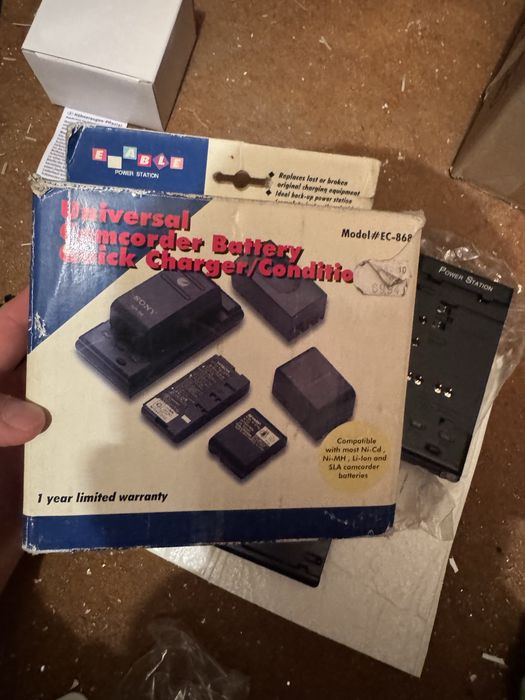 E ABLE
POWER STATION
Replaces lost or broken
original charging equipment
Ideal back-up power station
Universal
Camcorder Battery
Quick Charger/Conditio
Model#EC-868
SONY
Compatible
with most Ni-Cd ,
Ni-MH , Li-Ion and
SLA camcorder
batteries
1 year limited warranty
POWER STATION